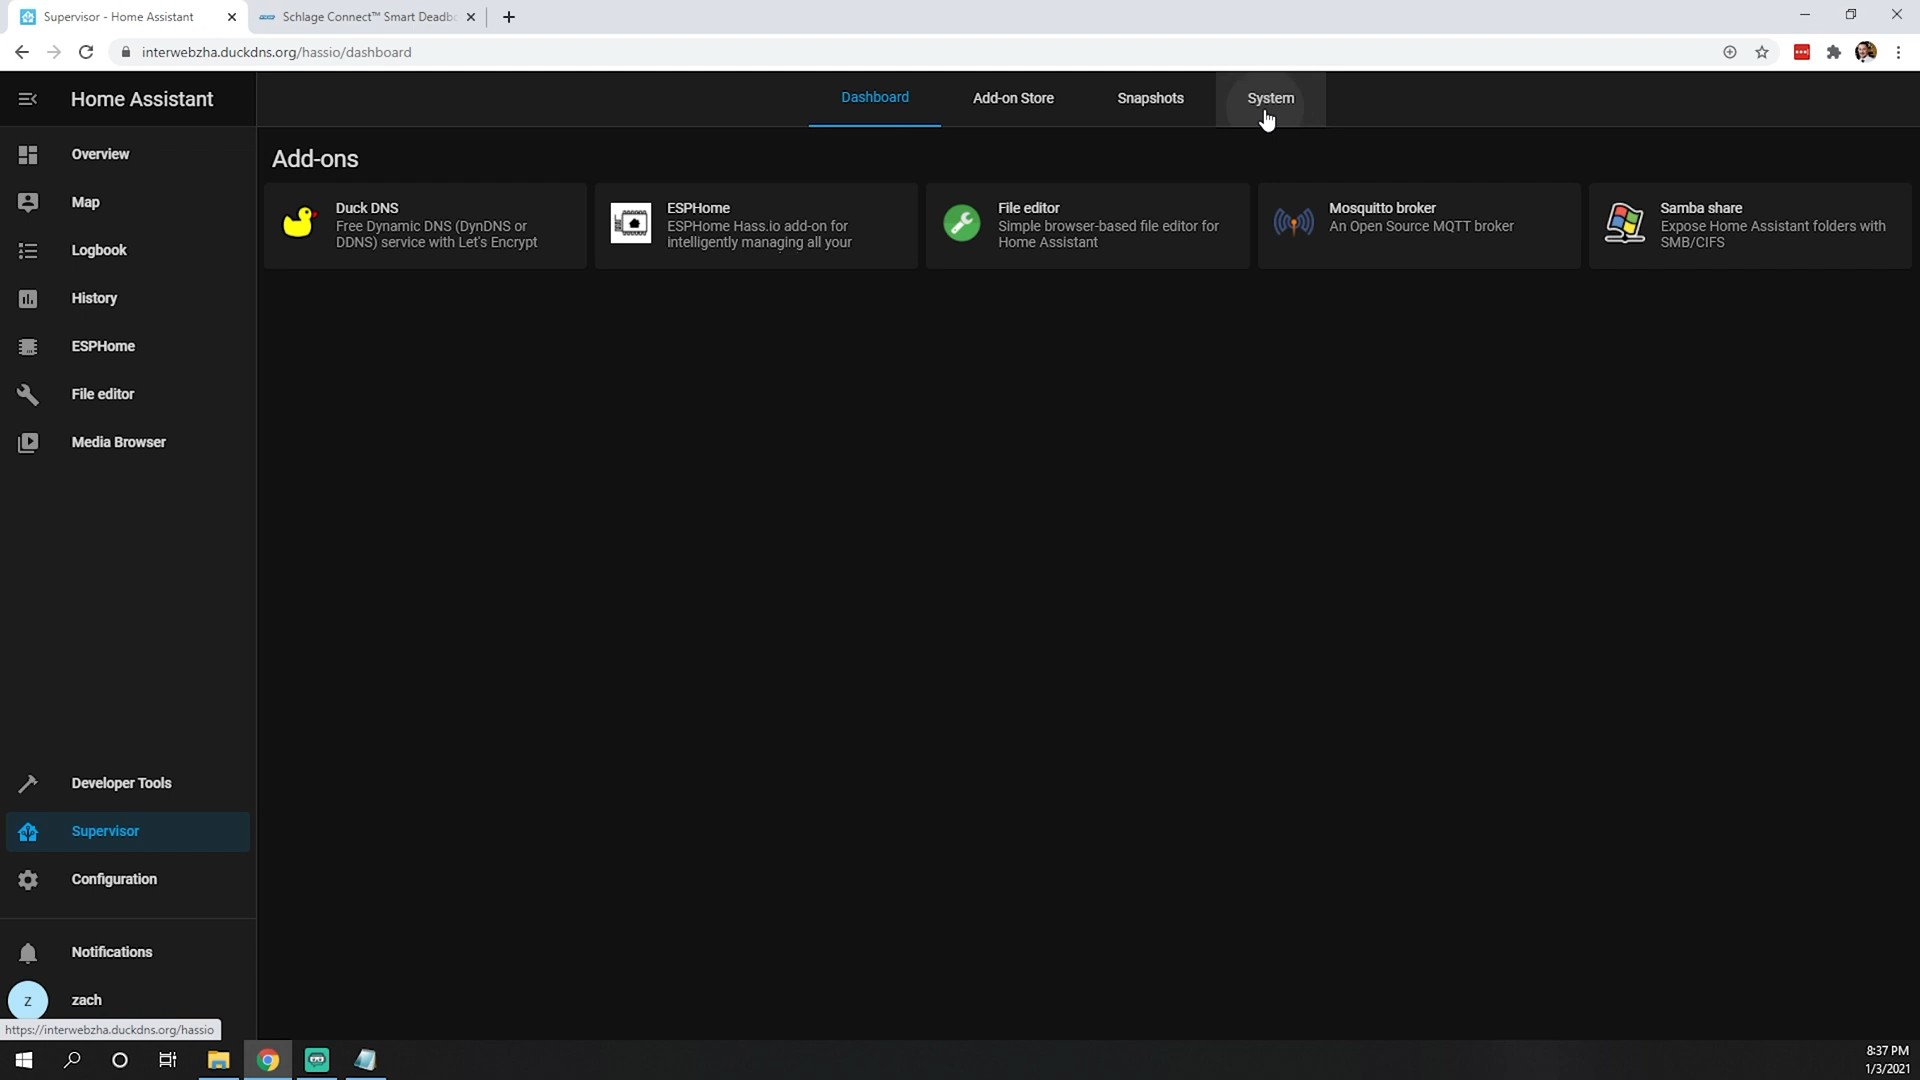 Supervisor - Home Assistant
Schlage Connect™ Smart Deadbo
interwebzha.duckdns.org/hassio/dashboard
Home Assistant
Dashboard
Add-on Store
Snapshots
System
Overview
Map
Logbook
History
ESPHome
File editor
Media Browser
Developer Tools
Supervisor
Configuration
Notifications
Z
zach
Add-ons
Duck DNS
Free Dynamic DNS (DynDNS or
DDNS) service with Let's Encrypt
ESPHome
ESPHome Hass.io add-on for
intelligently managing all your
File editor
Simple browser-based file editor for
Home Assistant
Mosquitto broker
An Open Source MQTT broker
Samba share
Expose Home Assistant folders with
SMB/CIFS
https://interwebzha.duckdns.org/hassio
8:37 PM
1/3/2021